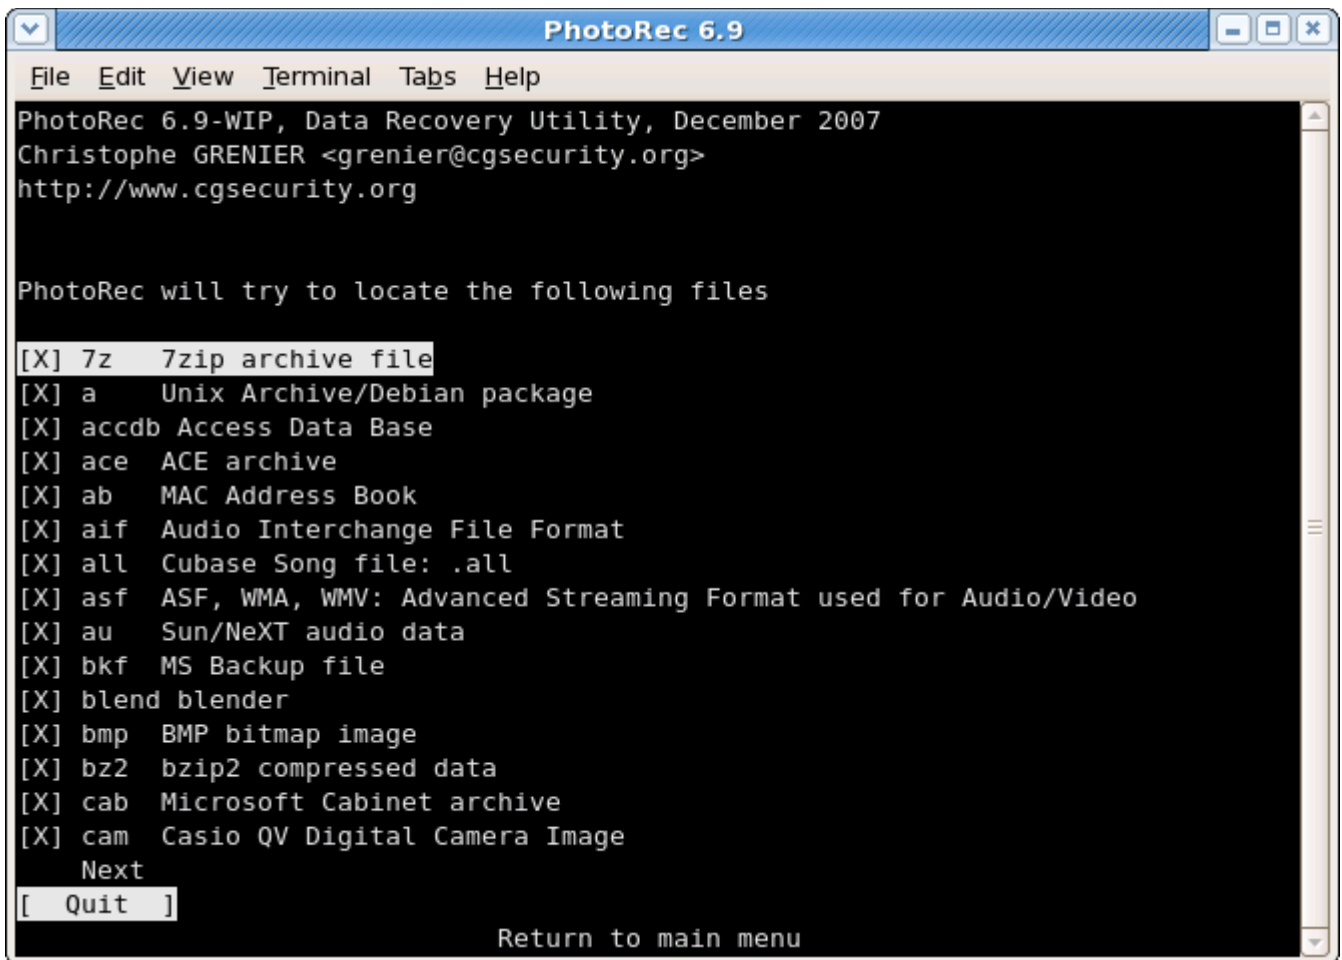 PhotoRec 6.9
File Edit View Terminal Tabs Help
PhotoRec 6.9-WIP, Data Recovery Utility, December 2007
Christophe GRENIER <grenier@cgsecurity.org>
http://www.cgsecurity.org
PhotoRec will try to locate the following files
[X] 7z   7zip archive file
[X] a    Unix Archive/Debian package
[X] accdb Access Data Base
[X] ace  ACE archive
[X] ab   MAC Address Book
[X] aif  Audio Interchange File Format
[X] all  Cubase Song file: .all
[X] asf  ASF, WMA, WMV: Advanced Streaming Format used for Audio/Video
[X] au   Sun/NeXT audio data
[X] bkf  MS Backup file
[X] blend blender
[X] bmp  BMP bitmap image
[X] bz2  bzip2 compressed data
[X] cab  Microsoft Cabinet archive
[X] cam  Casio QV Digital Camera Image
Next
[  Quit  ]
Return to main menu